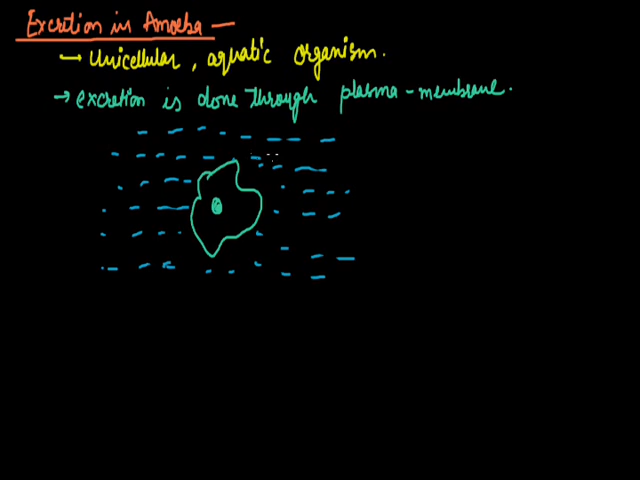 Excretion in Amoeba —
→ Unicellular, aquatic organism.
→ excretion is done through plasma-membrane.